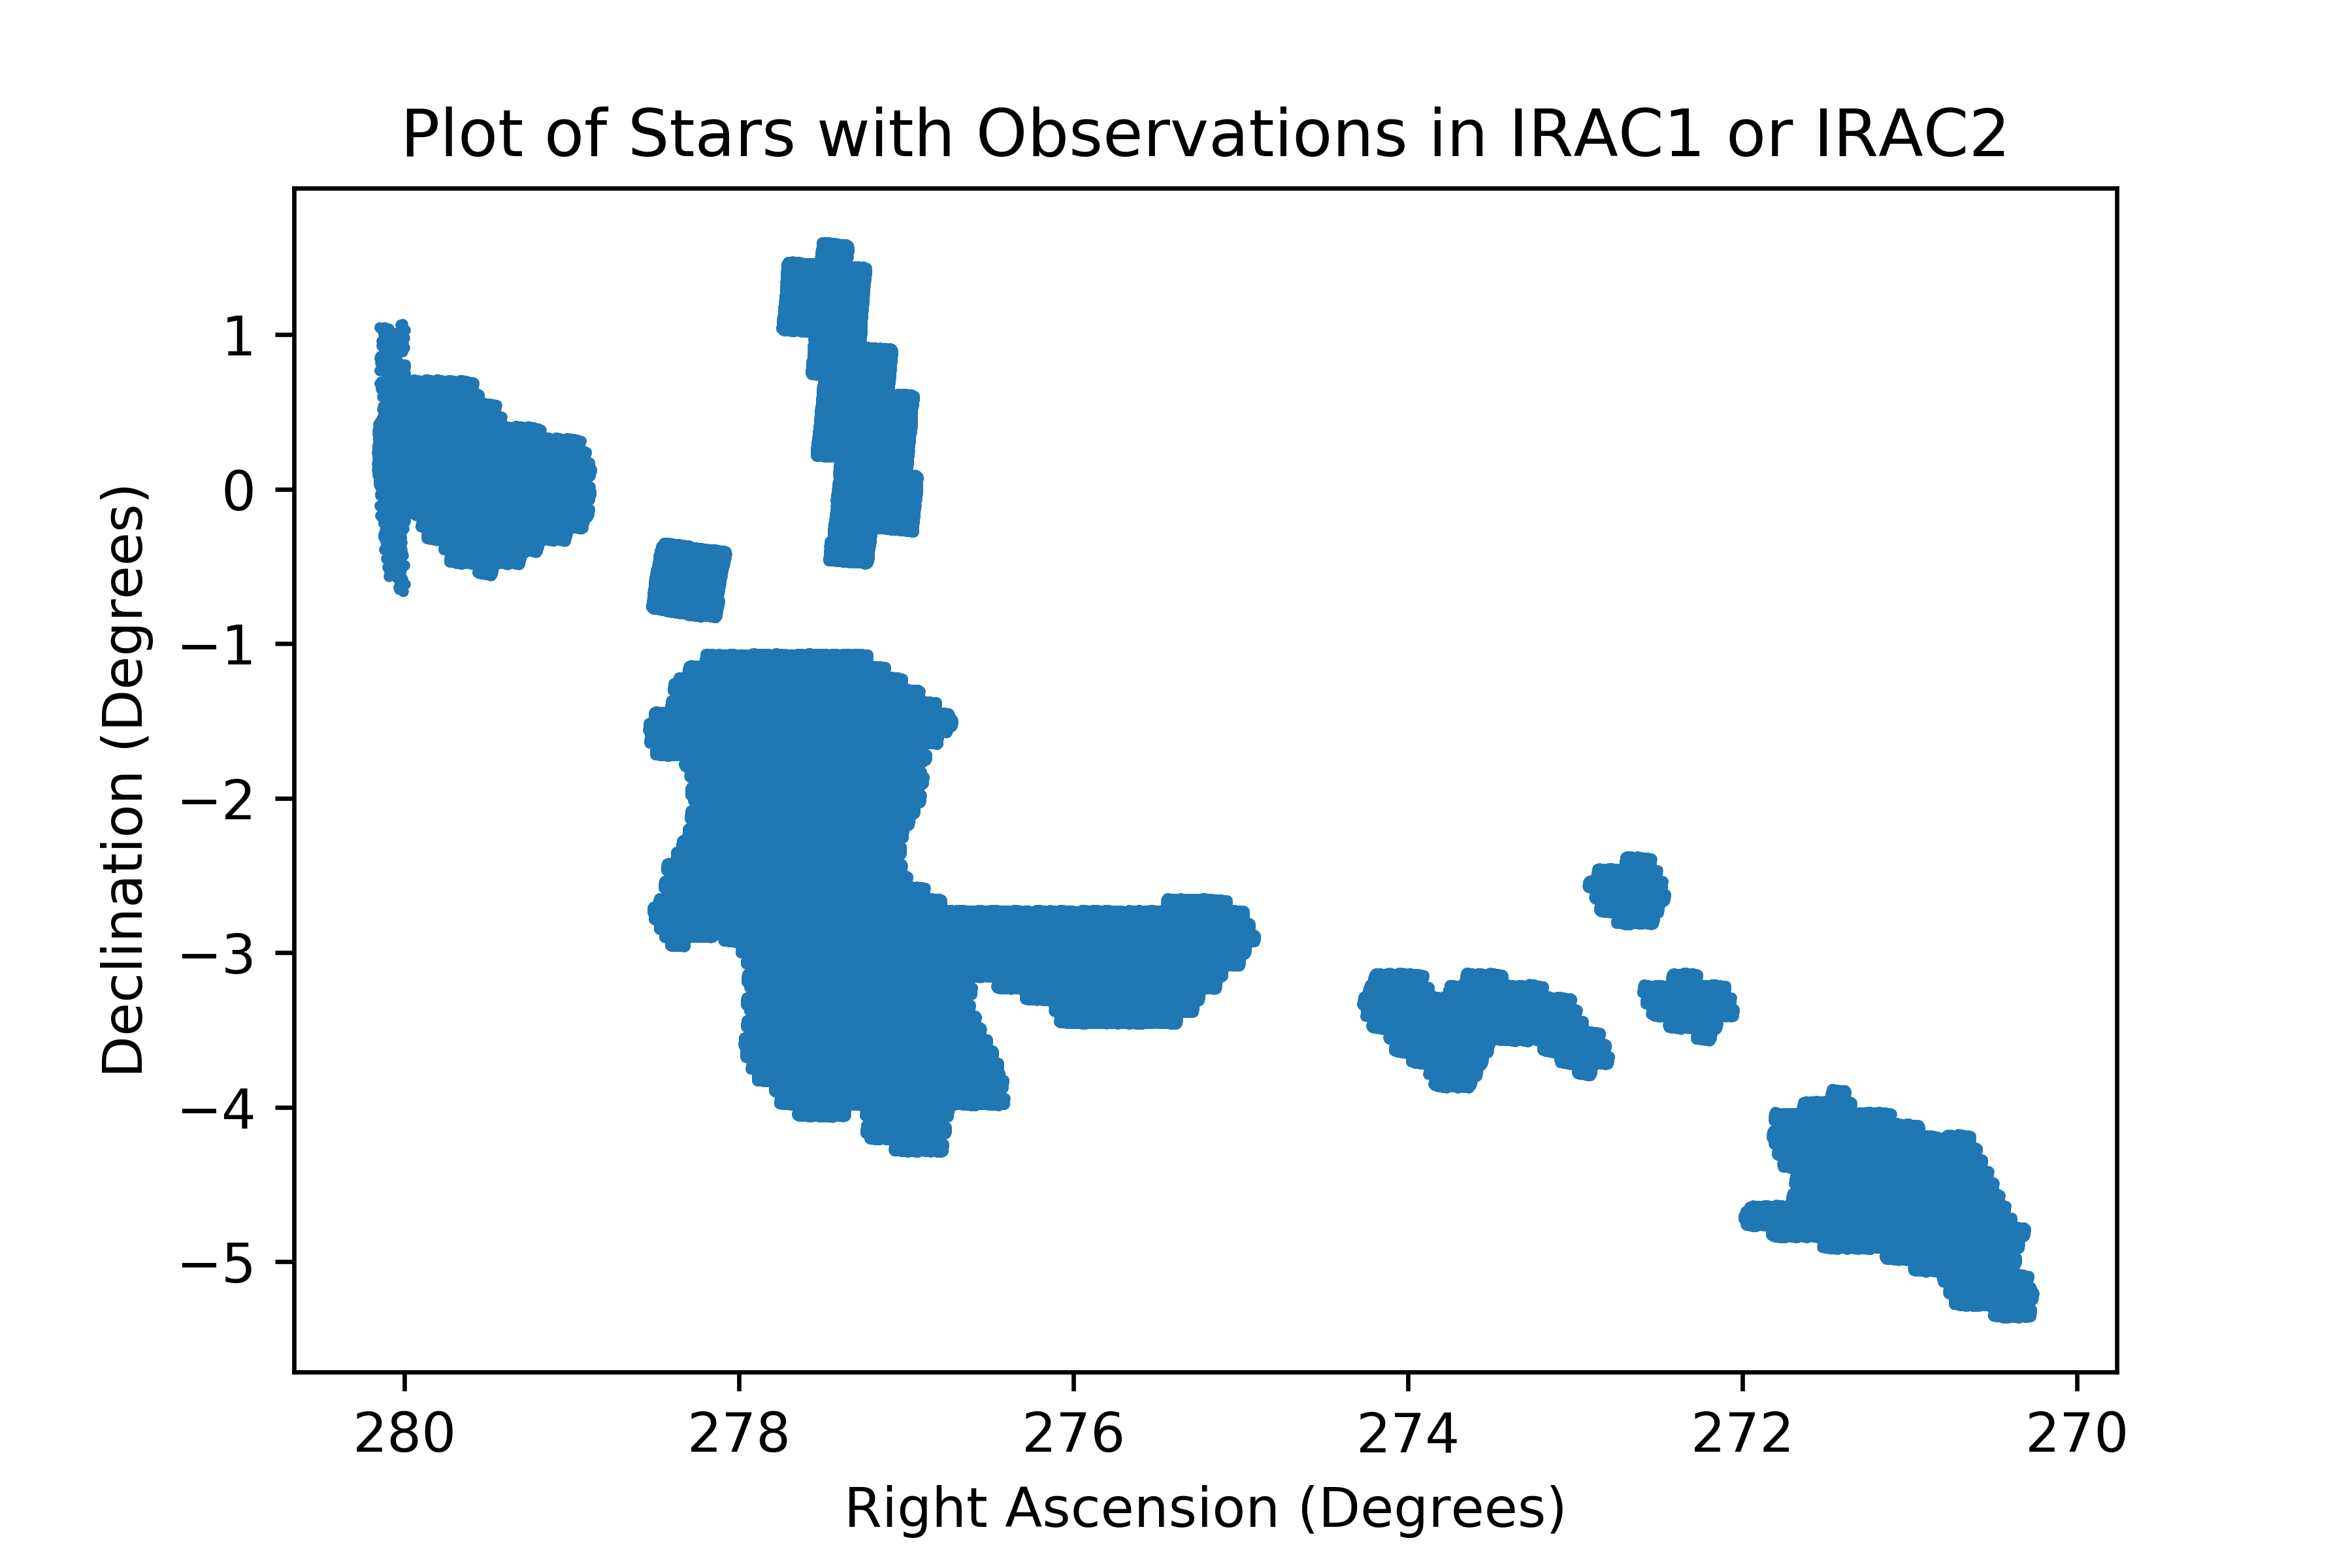 Plot of Stars with Observations in IRAC1 or IRAC2
Declination (Degrees)
1
0
−1
−2
−3
−4
−5
280 278 276 274 272 270
Right Ascension (Degrees)